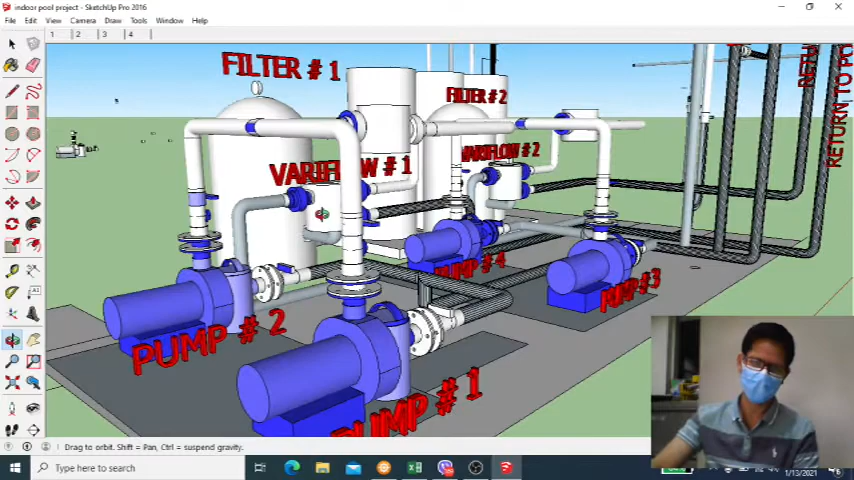 indoor pool project - SketchUp Pro 2016
File Edit View Camera Draw Tools Window Help
1 2 3 4
FILTER # 1
FILTER # 2
VARIFLOW # 1
VARIFLOW # 2
RETURN TO
PUMP # 4
PUMP # 3
PUMP # 2
PUMP # 1
Drag to orbit. Shift = Pan, Ctrl = suspend gravity.
Type here to search
1/13/2021